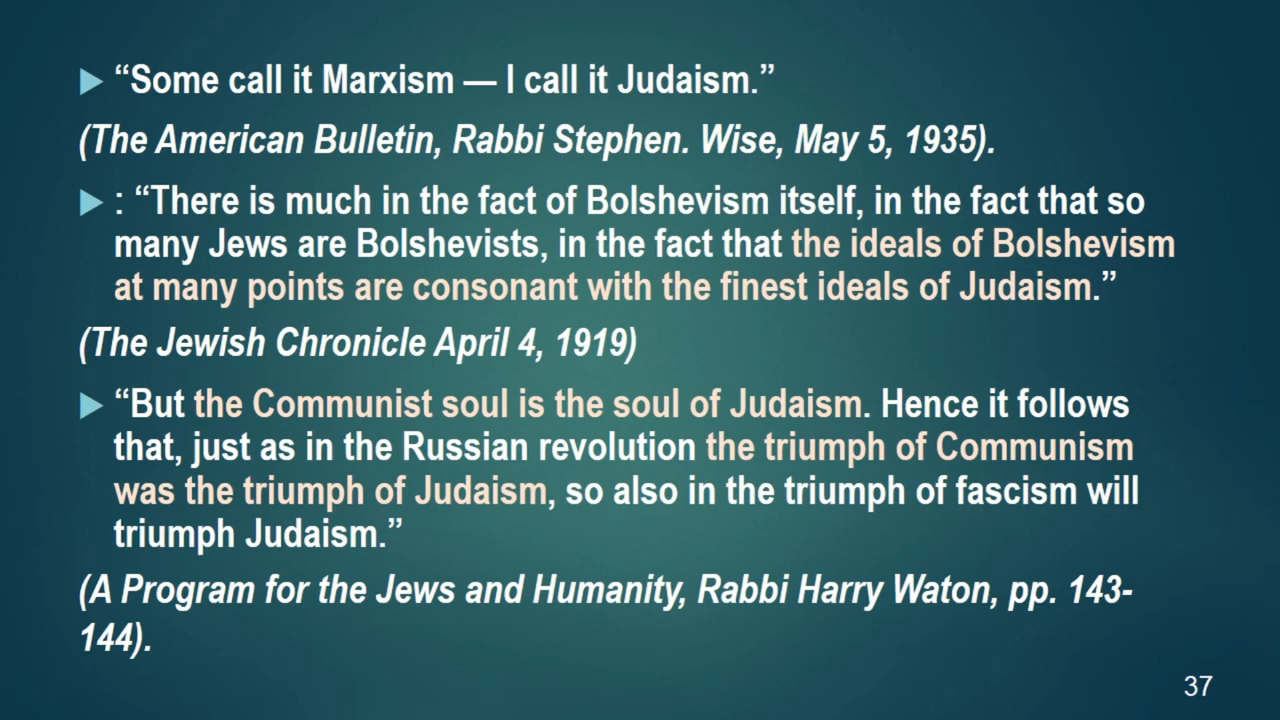 “Some call it Marxism — I call it Judaism.”
(The American Bulletin, Rabbi Stephen. Wise, May 5, 1935).
: “There is much in the fact of Bolshevism itself, in the fact that so
many Jews are Bolshevists, in the fact that the ideals of Bolshevism
at many points are consonant with the finest ideals of Judaism.”
(The Jewish Chronicle April 4, 1919)
“But the Communist soul is the soul of Judaism. Hence it follows
that, just as in the Russian revolution the triumph of Communism
was the triumph of Judaism, so also in the triumph of fascism will
triumph Judaism.”
(A Program for the Jews and Humanity, Rabbi Harry Waton, pp. 143-
144).
37